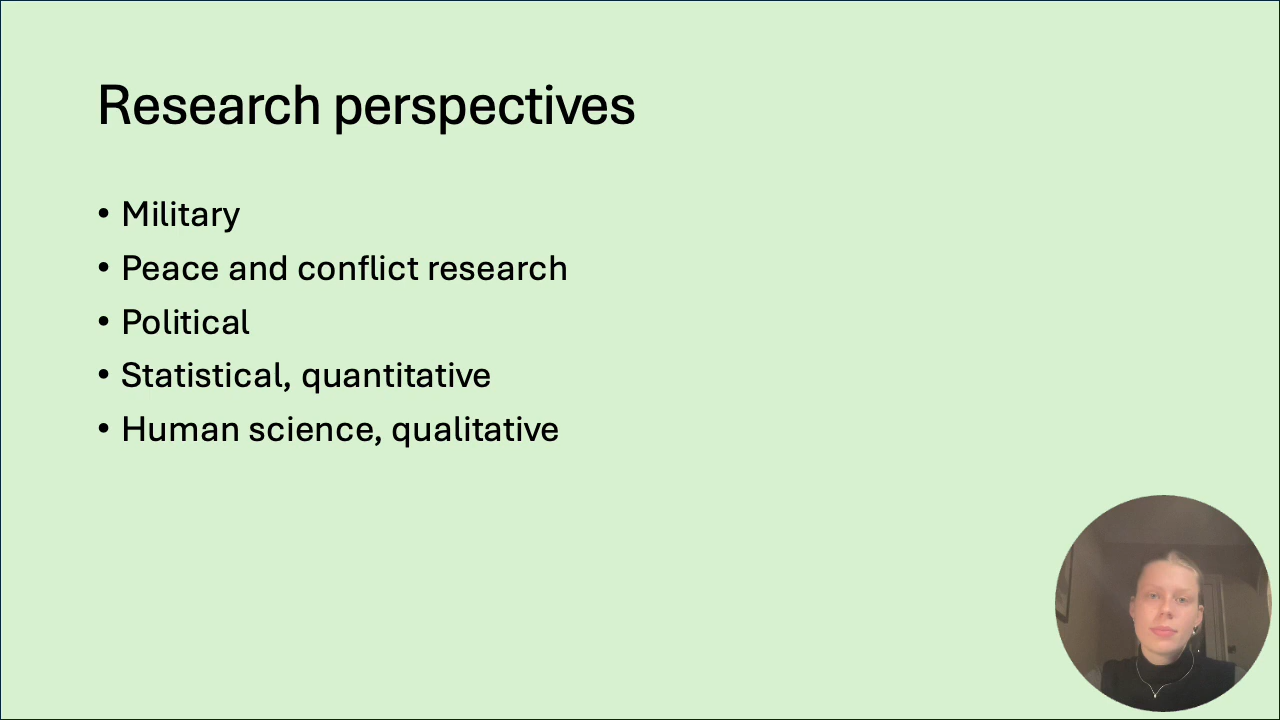 Research perspectives
• Military
• Peace and conflict research
• Political
• Statistical, quantitative
• Human science, qualitative